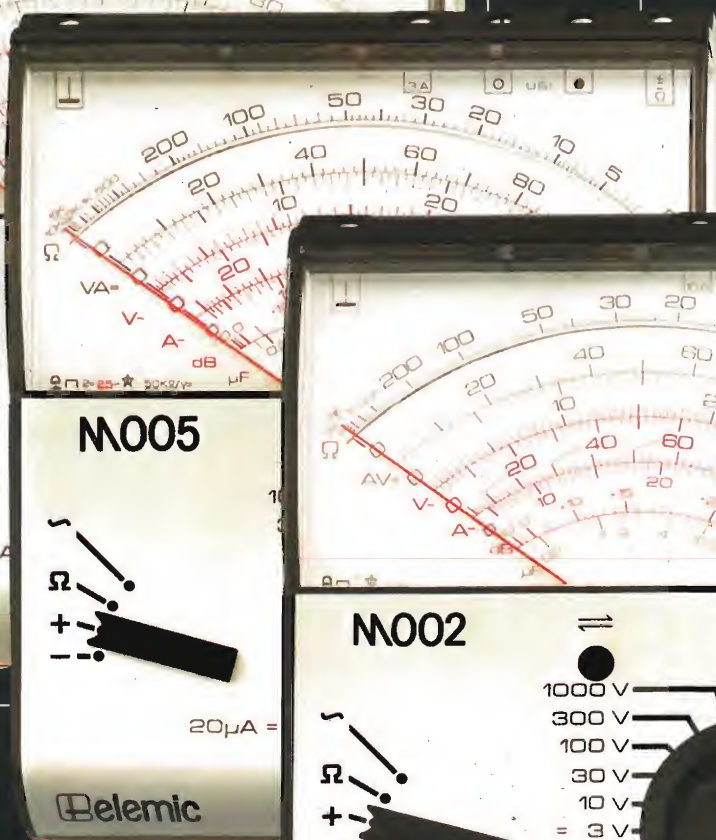 3A
200 100 50 30 20 10 5
20 40 60 80
10 20
20
Ω
VA=
V~
A~
dB
µF
M005
~
Ω
+
−
20µA =
elemic
200 100 50 30 20
20 40 60
10
20 40 60
10 20
Ω
AV=
V~
A~
dB
µF
M002
⇌
1000 V
300 V
100 V
30 V
10 V
= 3 V
~
Ω
+